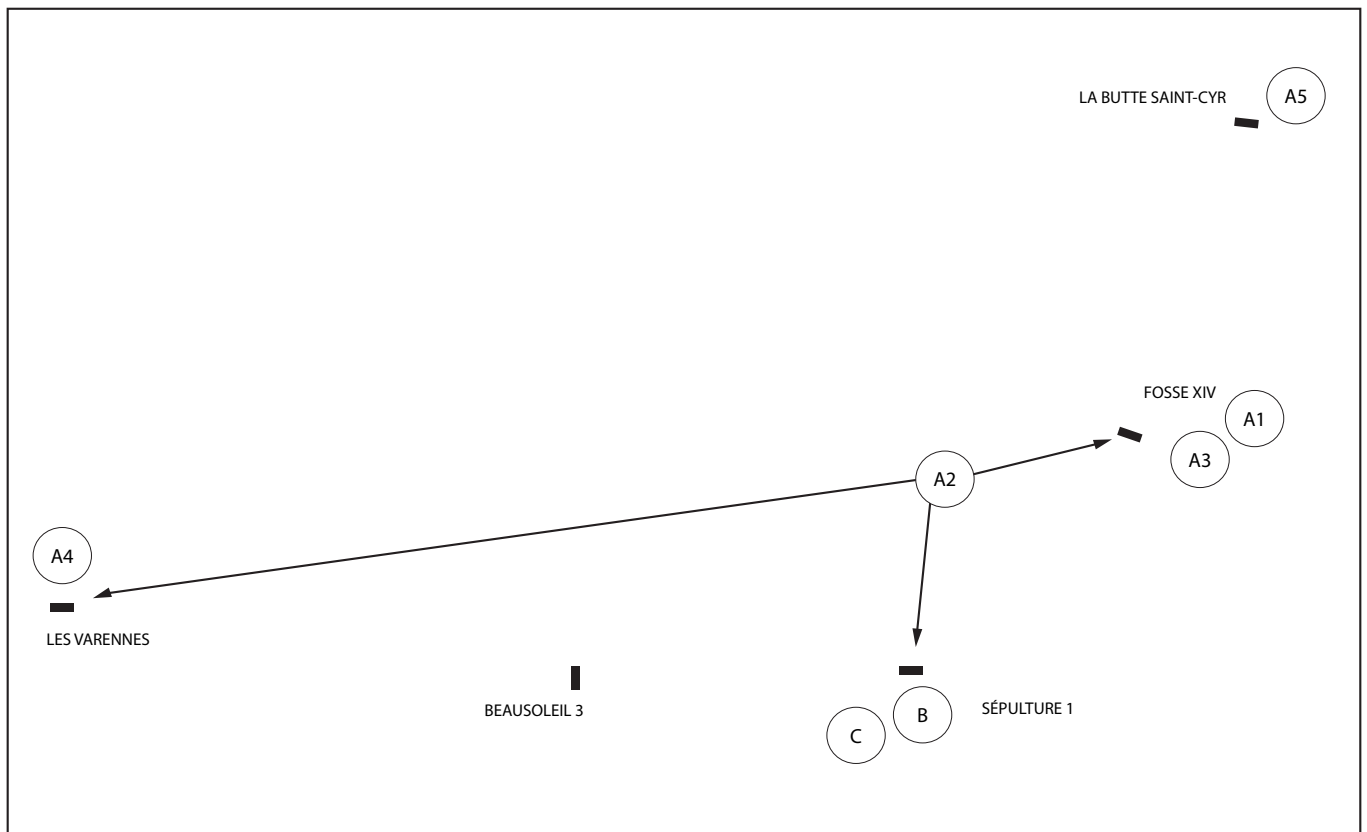 LA BUTTE SAINT-CYR
A5
FOSSE XIV
A1
A3
A2
A4
LES VARENNES
BEAUSOLEIL 3
C
B
SÉPULTURE 1